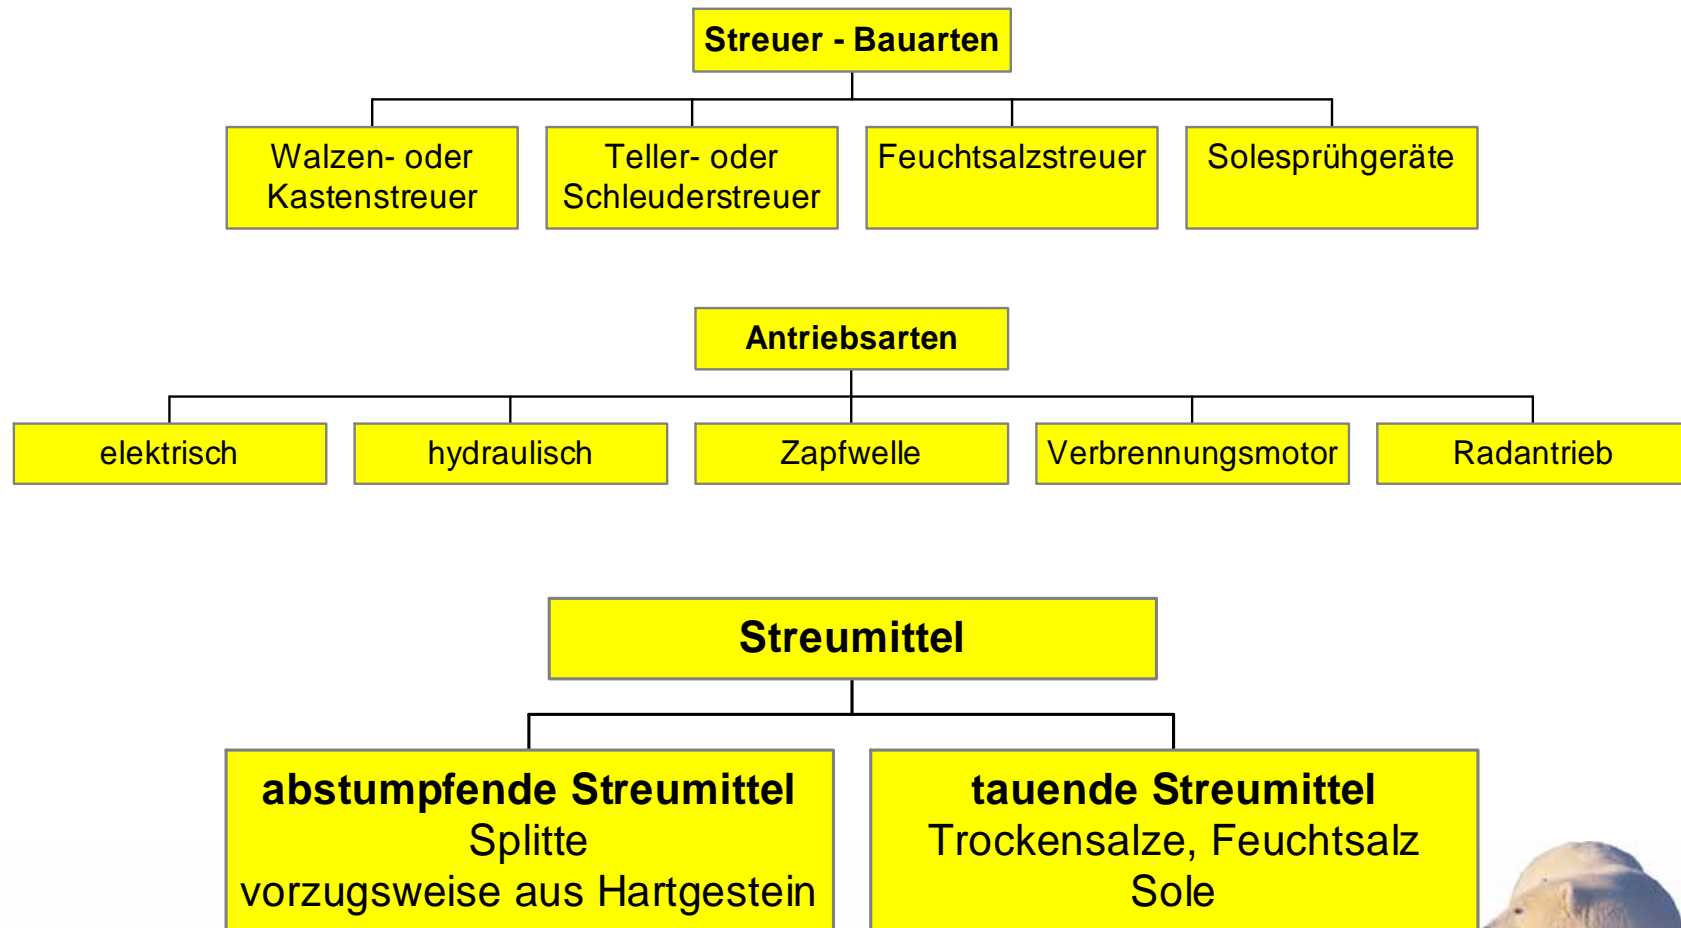 Streuer - Bauarten
Walzen- oder
Kastenstreuer
Teller- oder
Schleuderstreuer
Feuchtsalzstreuer
Solesprühgeräte
Antriebsarten
elektrisch
hydraulisch
Zapfwelle
Verbrennungsmotor
Radantrieb
Streumittel
abstumpfende Streumittel
Splitte
vorzugsweise aus Hartgestein
tauende Streumittel
Trockensalze, Feuchtsalz
Sole